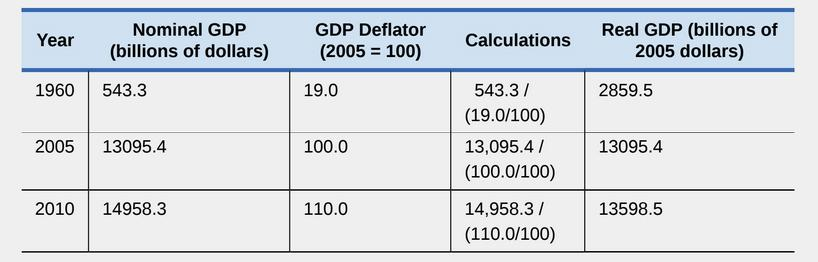 Year Nominal GDP (billions of dollars) GDP Deflator (2005 = 100) Calculations Real GDP (billions of 2005 dollars)
1960 543.3 19.0 543.3 / (19.0/100) 2859.5
2005 13095.4 100.0 13,095.4 / (100.0/100) 13095.4
2010 14958.3 110.0 14,958.3 / (110.0/100) 13598.5